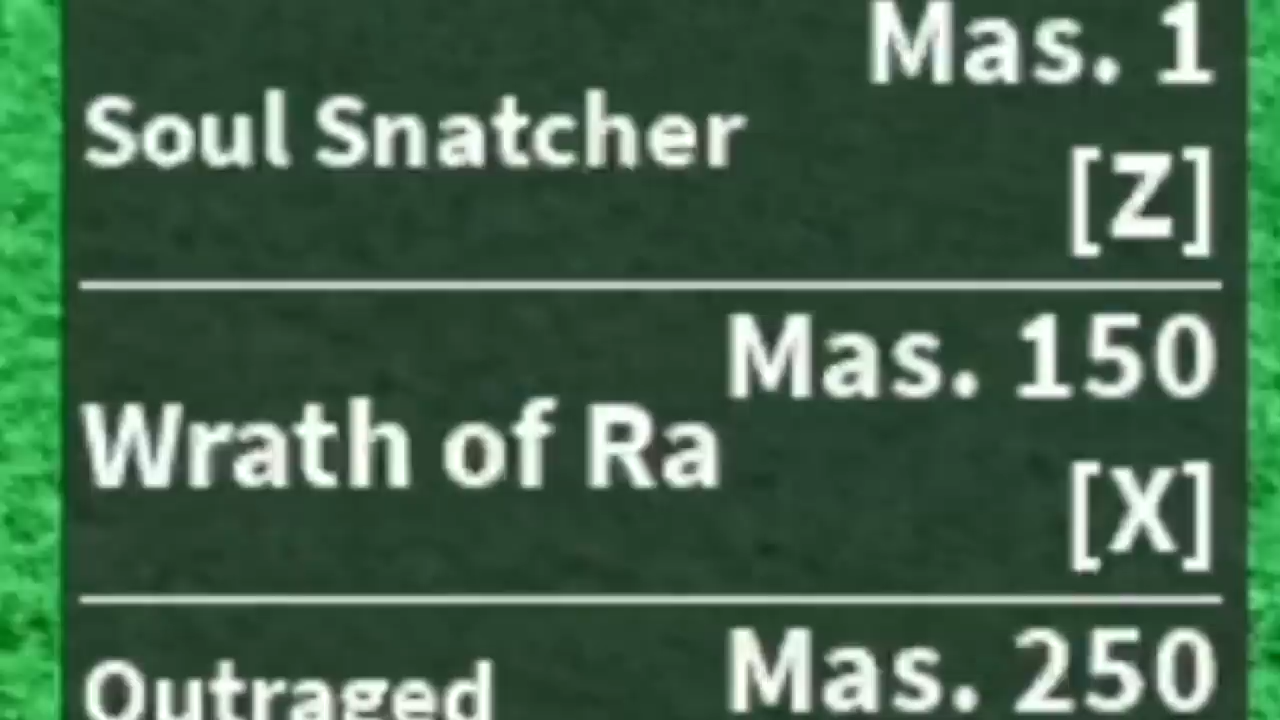 Mas. 1
Soul Snatcher
[Z]
Mas. 150
Wrath of Ra
[X]
Mas. 250
Outraged